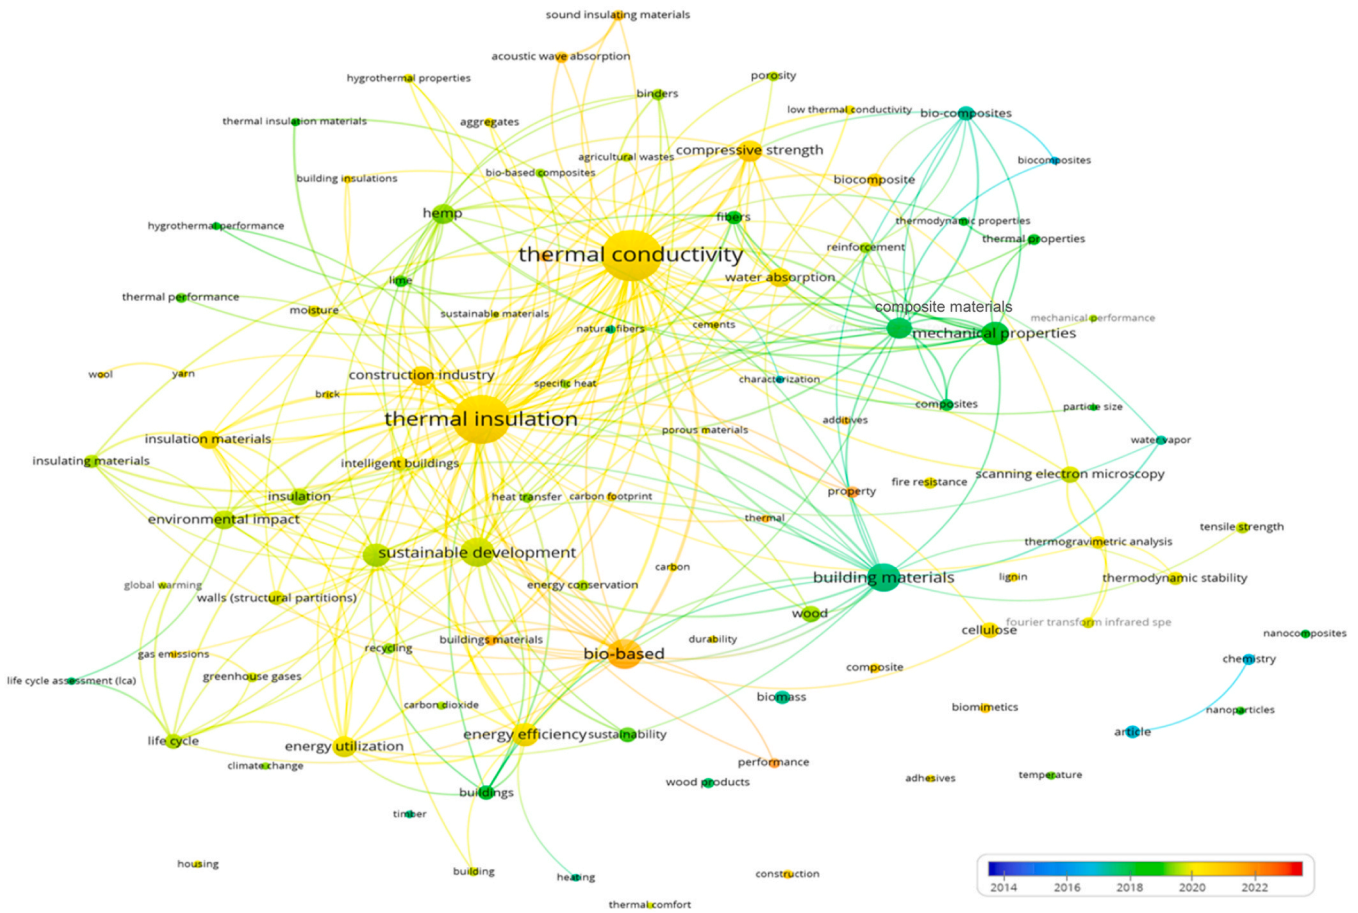 sound insulating materials
acoustic wave absorption
hygrothermal properties
porosity
binders
low thermal conductivity
bio-composites
thermal insulation materials
aggregates
compressive strength
agricultural wastes
biocomposites
bio-based composites
building insulations
biocomposite
hemp
fibers
thermodynamic properties
hygrothermal performance
thermal properties
reinforcement
thermal conductivity
water absorption
lime
thermal performance
composite materials
moisture
sustainable materials
mechanical performance
natural fibers
cements
mechanical properties
wool
yarn
construction industry
specific heat
characterization
brick
composites
particle size
thermal insulation
additives
porous materials
insulation materials
water vapor
insulating materials
intelligent buildings
scanning electron microscopy
fire resistance
property
insulation
heat transfer
carbon footprint
environmental impact
thermal
tensile strength
thermogravimetric analysis
sustainable development
building materials
lignin
thermodynamic stability
carbon
global warming
energy conservation
walls (structural partitions)
wood
fourier transform infrared spe
cellulose
nanocomposites
buildings materials
durability
recycling
bio-based
gas emissions
chemistry
composite
greenhouse gases
life cycle assessment (lca)
biomass
carbon dioxide
biomimetics
nanoparticles
article
energy efficiency
sustainability
life cycle
energy utilization
performance
climate change
temperature
adhesives
wood products
buildings
timber
housing
building
heating
construction
thermal comfort
2014 2016 2018 2020 2022